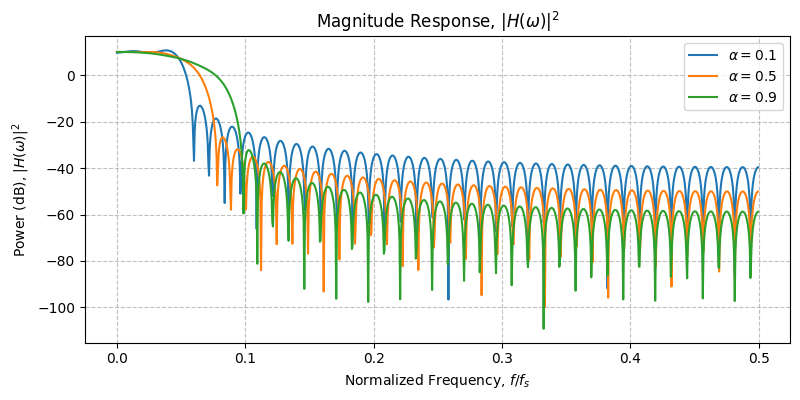 Magnitude Response, |H(ω)|²
α = 0.1
α = 0.5
α = 0.9
Power (dB), |H(ω)|²
0
−20
−40
−60
−80
−100
0.0 0.1 0.2 0.3 0.4 0.5
Normalized Frequency, f/fₛ